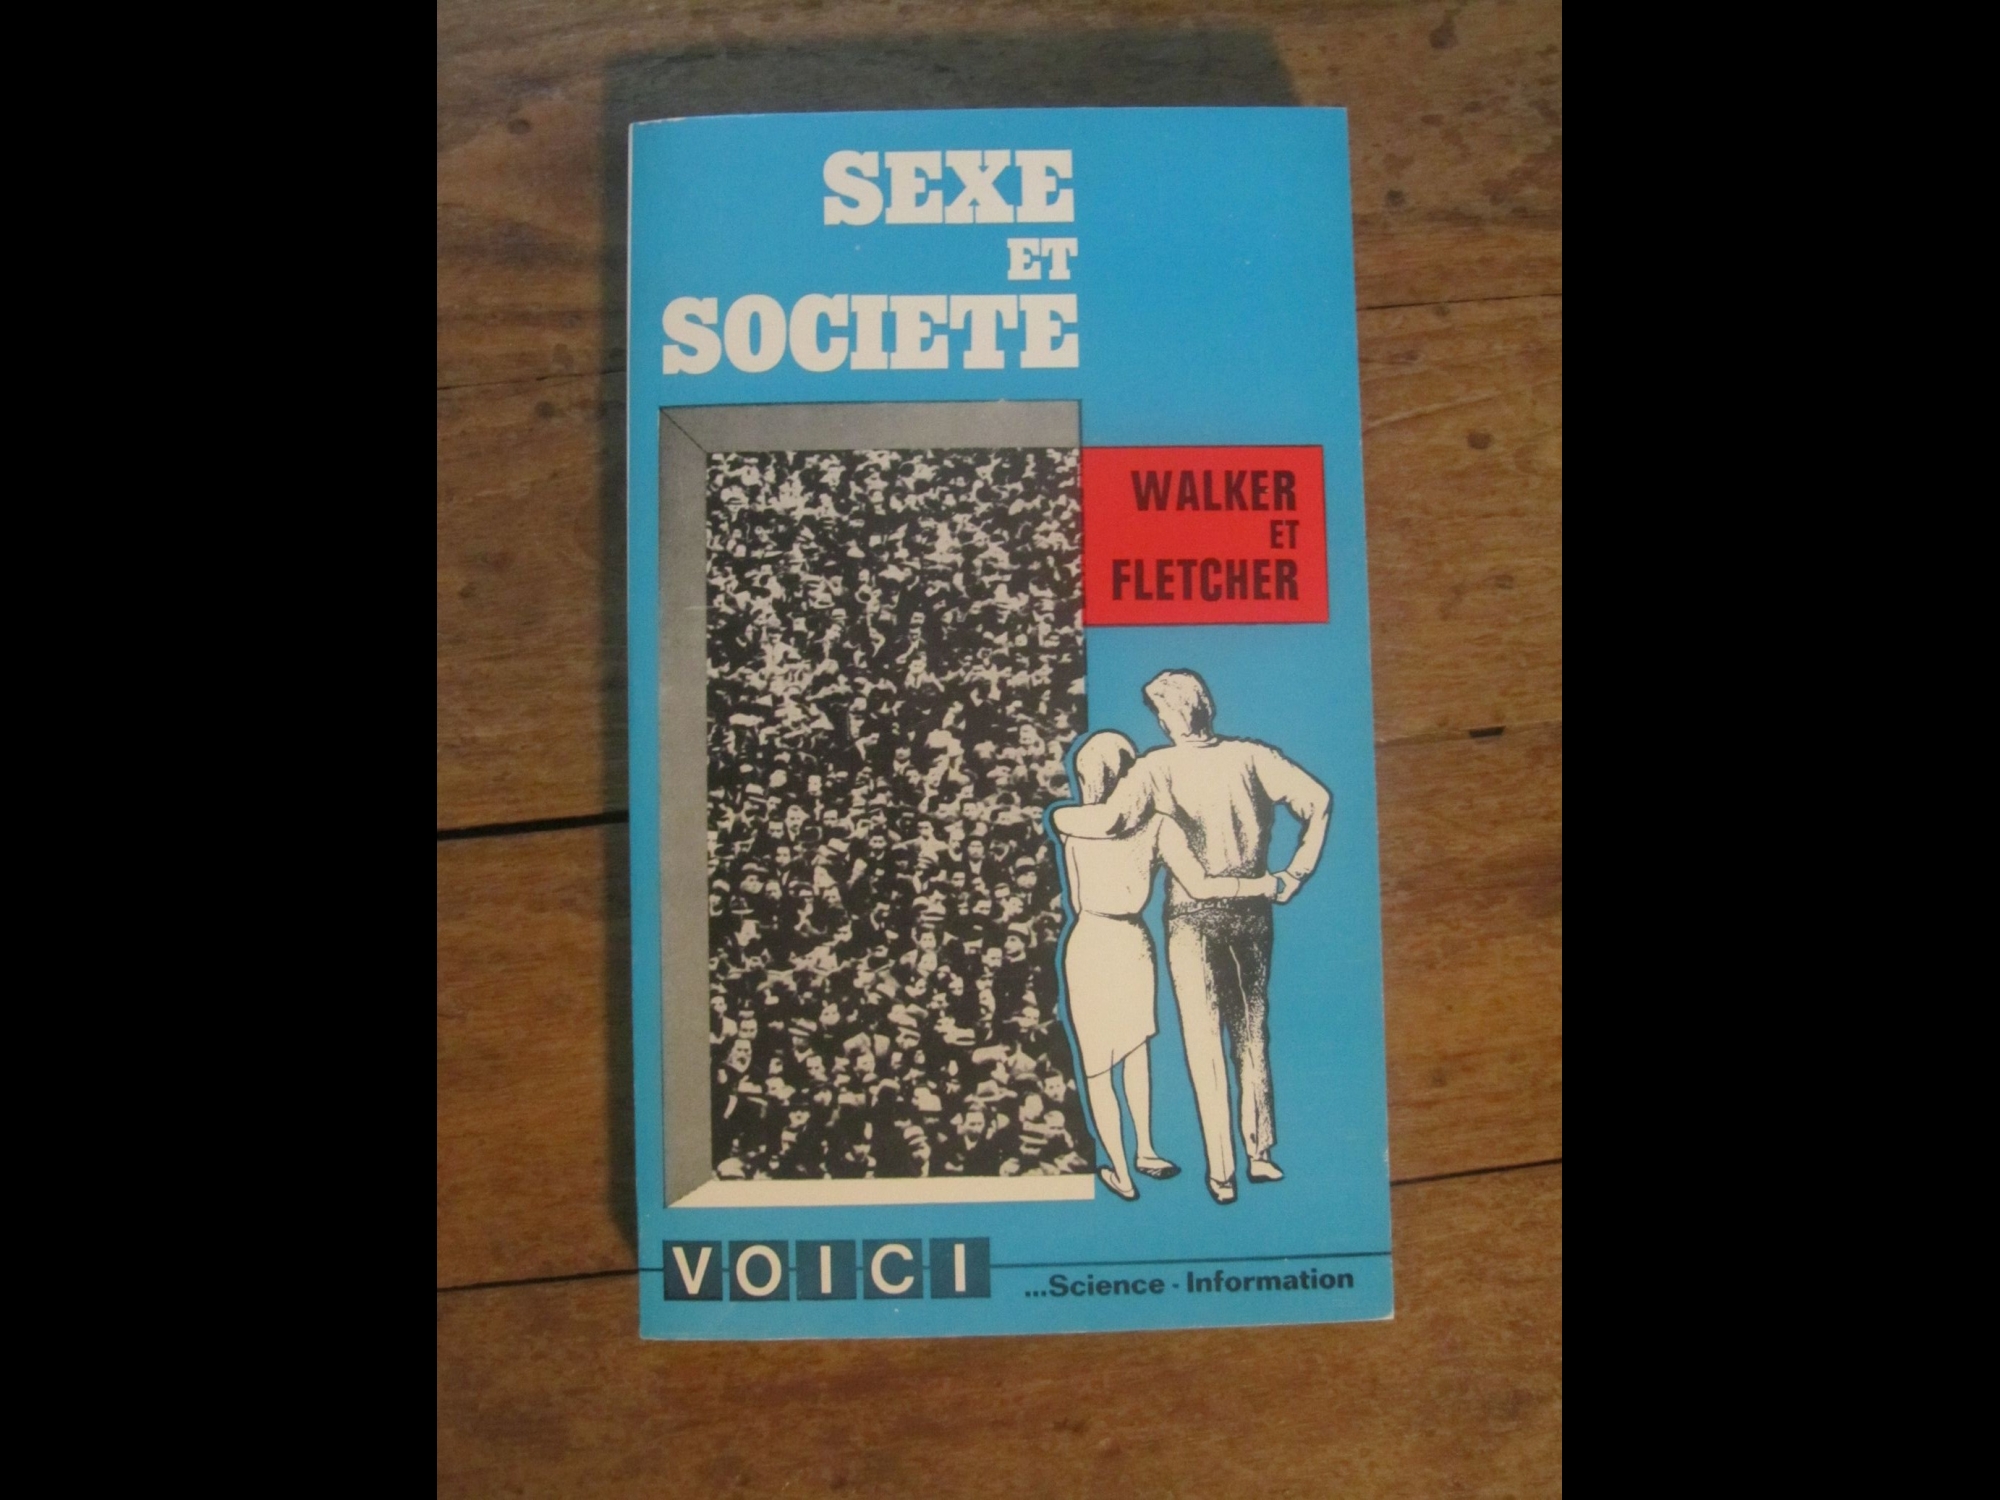 SEXE
ET
SOCIETE
WALKER
ET
FLETCHER
VOICI
...Science - Information